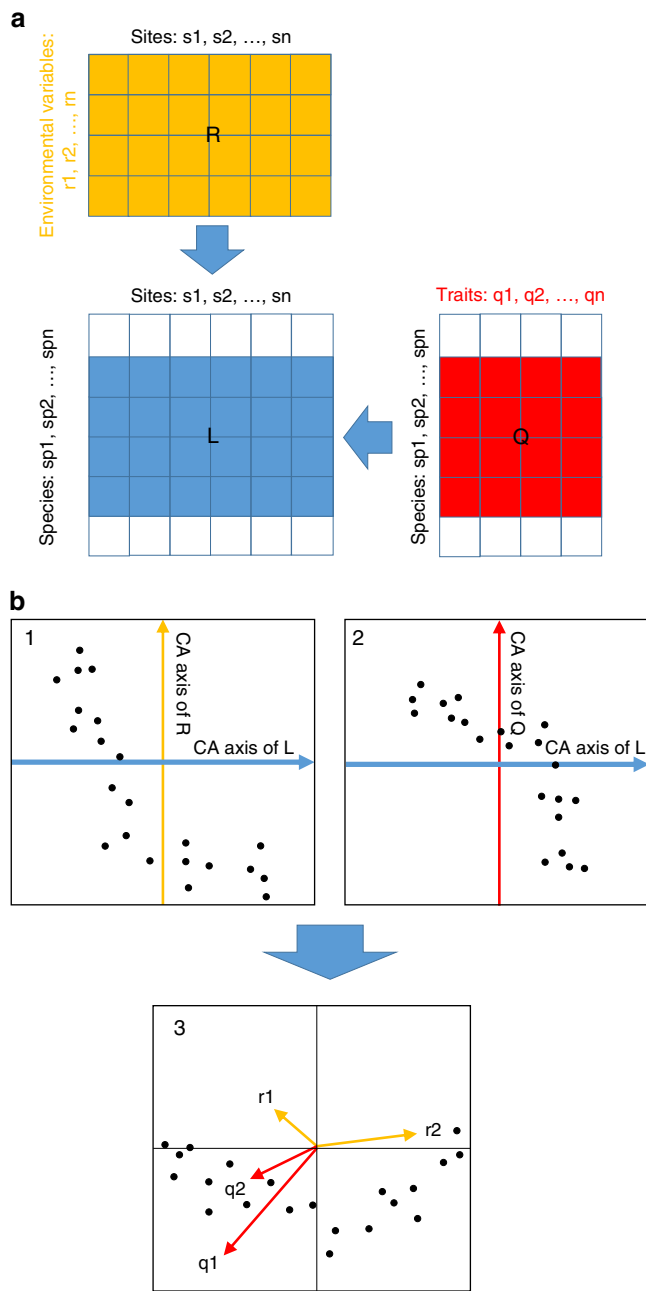 a
Sites: s1, s2, …, sn
Environmental variables:
r1, r2, …, rn
R
Sites: s1, s2, …, sn
Species: sp1, sp2, …, spn
L
Traits: q1, q2, …, qn
Species: sp1, sp2, …, spn
Q
b
1
CA axis of R
CA axis of L
2
CA axis of Q
CA axis of L
3
r1
r2
q2
q1